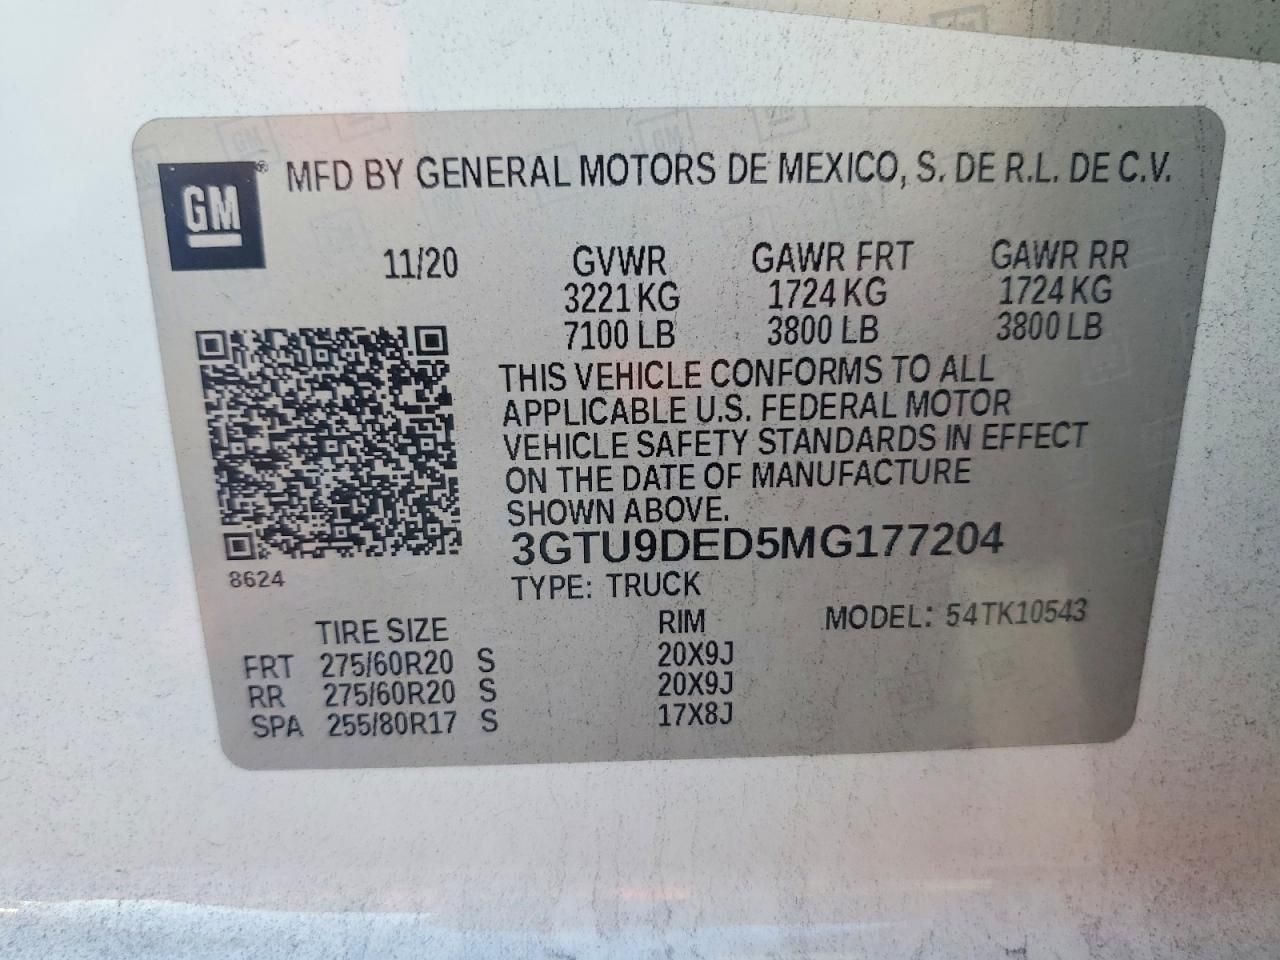 GM® MFD BY GENERAL MOTORS DE MEXICO, S. DE R.L. DE C.V.
11/20 GVWR GAWR FRT GAWR RR
3221 KG 1724 KG 1724 KG
7100 LB 3800 LB 3800 LB
THIS VEHICLE CONFORMS TO ALL
APPLICABLE U.S. FEDERAL MOTOR
VEHICLE SAFETY STANDARDS IN EFFECT
ON THE DATE OF MANUFACTURE
SHOWN ABOVE.
3GTU9DED5MG177204
8624
TYPE: TRUCK
TIRE SIZE RIM MODEL: 54TK10543
FRT 275/60R20 S 20X9J
RR 275/60R20 S 20X9J
SPA 255/80R17 S 17X8J